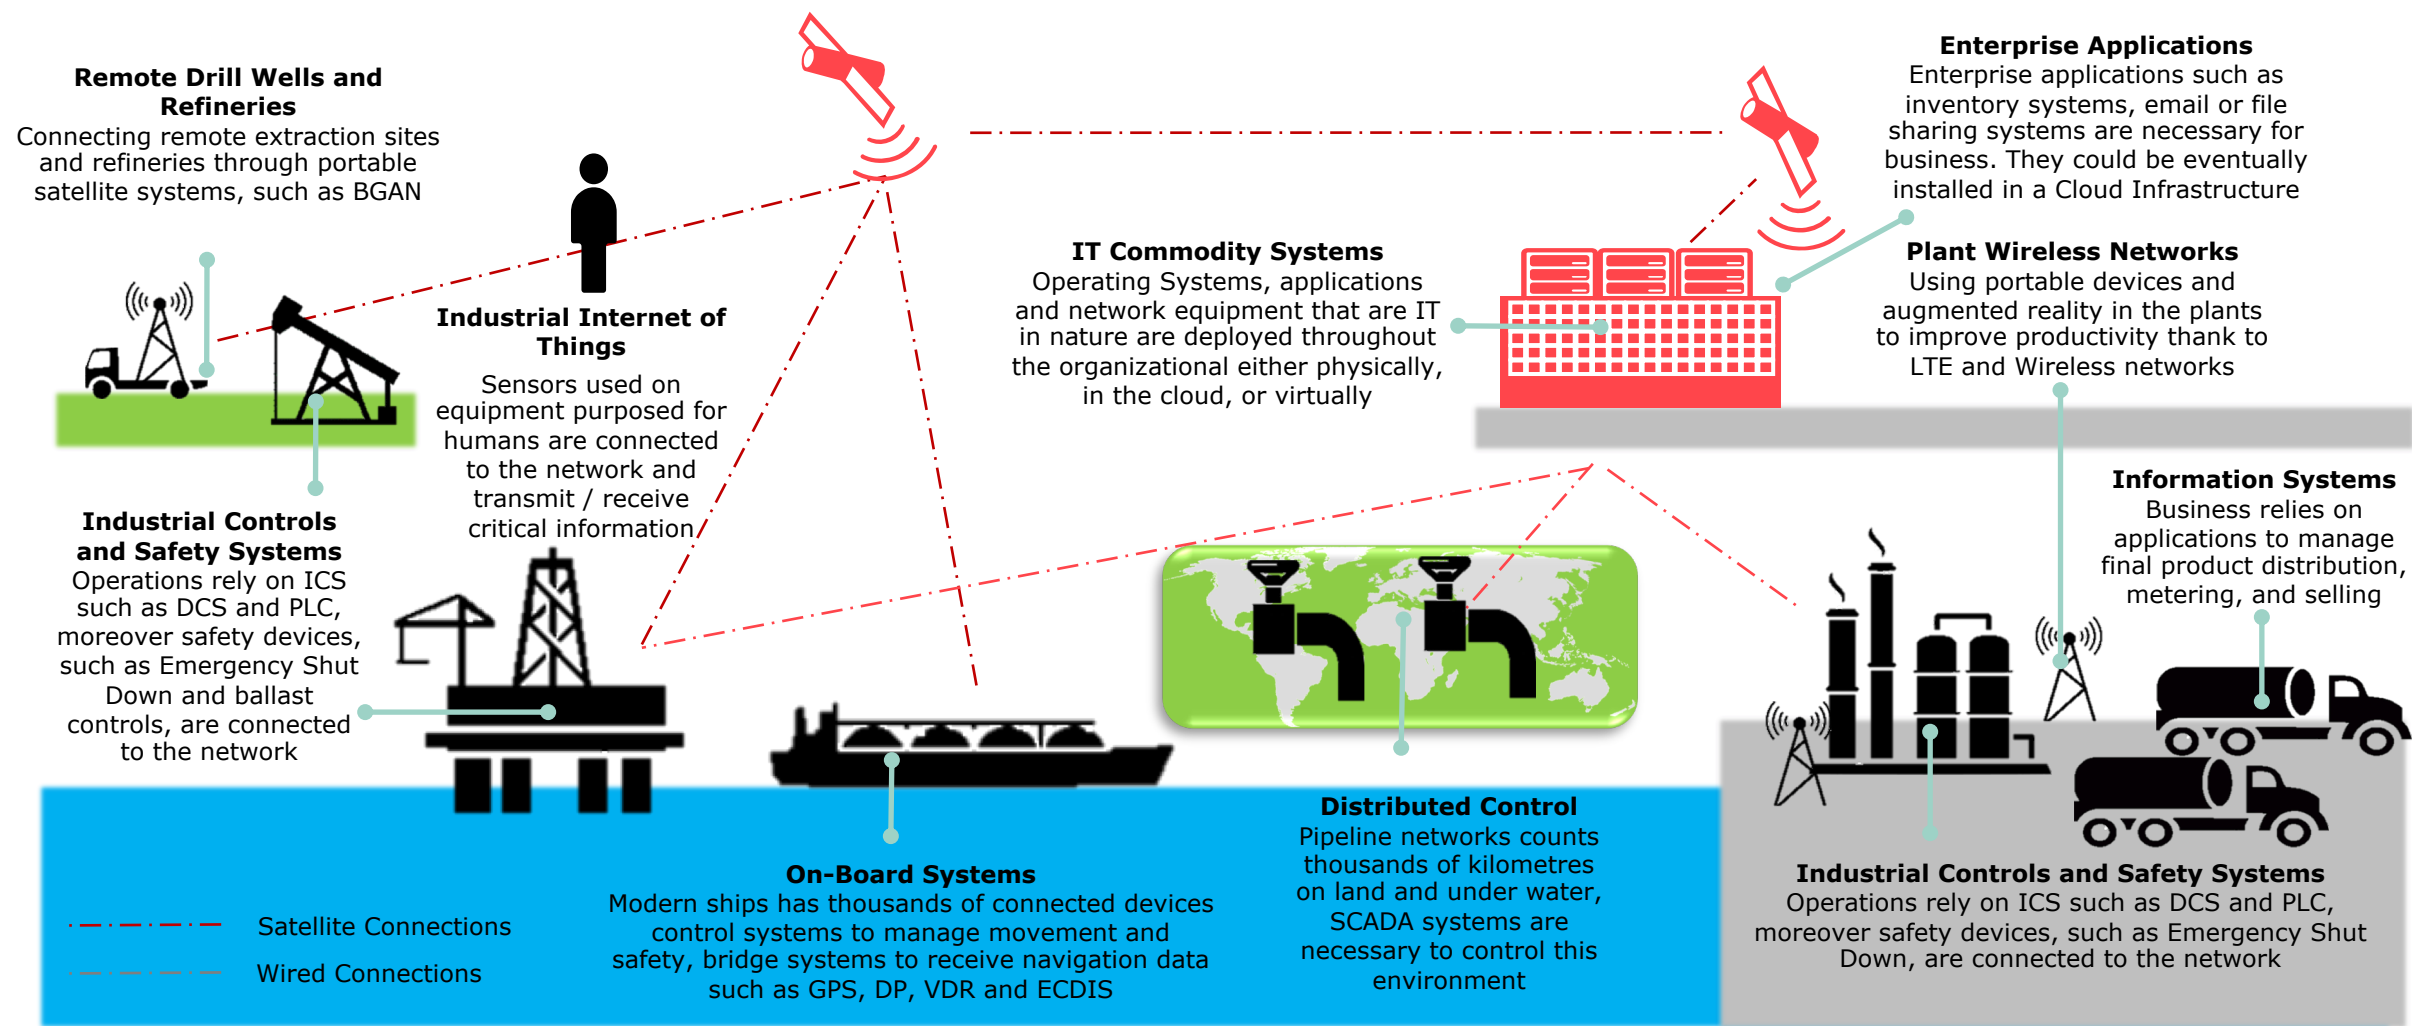 Remote Drill Wells and
Refineries
Connecting remote extraction sites
and refineries through portable
satellite systems, such as BGAN
Industrial Internet of
Things
Sensors used on
equipment purposed for
humans are connected
to the network and
transmit / receive
critical information
IT Commodity Systems
Operating Systems, applications
and network equipment that are IT
in nature are deployed throughout
the organizational either physically,
in the cloud, or virtually
Enterprise Applications
Enterprise applications such as
inventory systems, email or file
sharing systems are necessary for
business. They could be eventually
installed in a Cloud Infrastructure
Plant Wireless Networks
Using portable devices and
augmented reality in the plants
to improve productivity thank to
LTE and Wireless networks
Information Systems
Business relies on
applications to manage
final product distribution,
metering, and selling
Industrial Controls
and Safety Systems
Operations rely on ICS
such as DCS and PLC,
moreover safety devices,
such as Emergency Shut
Down and ballast
controls, are connected
to the network
On-Board Systems
Modern ships has thousands of connected devices
control systems to manage movement and
safety, bridge systems to receive navigation data
such as GPS, DP, VDR and ECDIS
Distributed Control
Pipeline networks counts
thousands of kilometres
on land and under water,
SCADA systems are
necessary to control this
environment
Industrial Controls and Safety Systems
Operations rely on ICS such as DCS and PLC,
moreover safety devices, such as Emergency Shut
Down, are connected to the network
Satellite Connections
Wired Connections